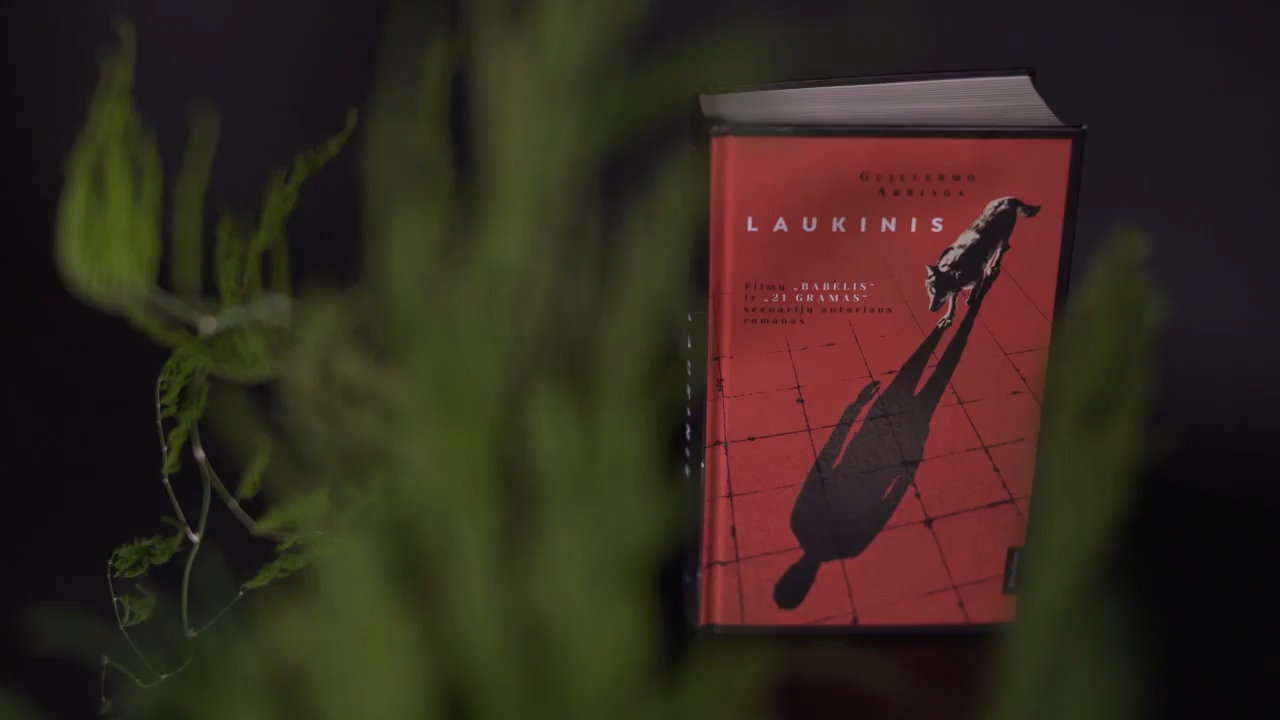 GUILLERMO
ARRIAGA
LAUKINIS
Filmų „BABELIS“
ir „21 GRAMAS“
scenarijų autoriaus
romanas